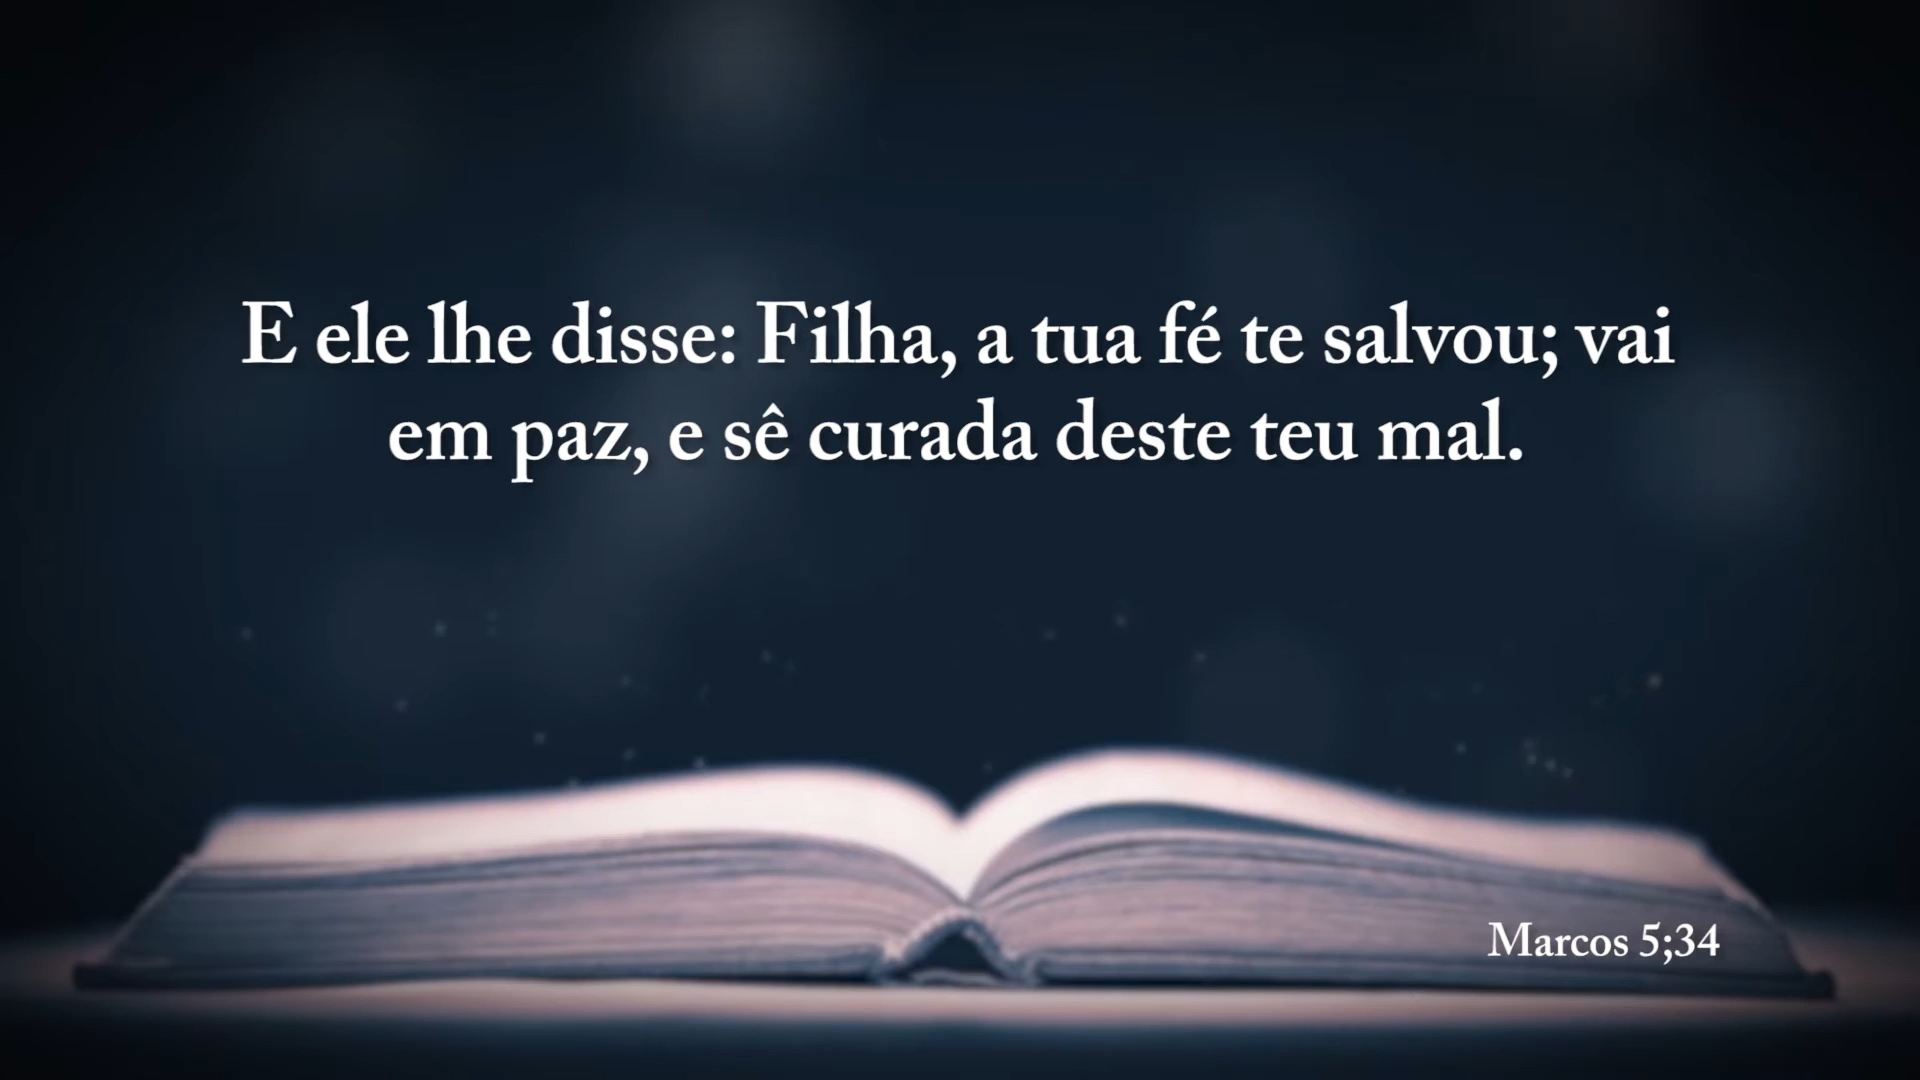 E ele lhe disse: Filha, a tua fé te salvou; vai
em paz, e sê curada deste teu mal.
Marcos 5;34